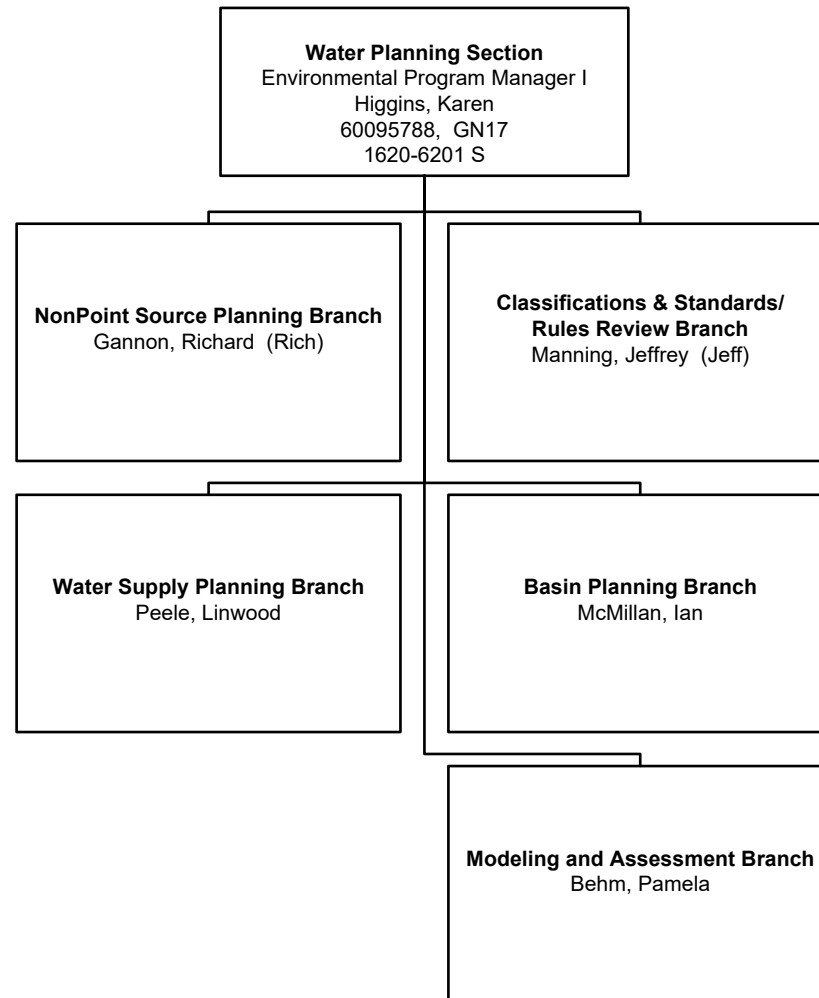 Water Planning Section
Environmental Program Manager I
Higgins, Karen
60095788,  GN17
1620-6201 S
NonPoint Source Planning Branch
Gannon, Richard  (Rich)
Classifications & Standards/
Rules Review Branch
Manning, Jeffrey  (Jeff)
Water Supply Planning Branch
Peele, Linwood
Basin Planning Branch
McMillan, Ian
Modeling and Assessment Branch
Behm, Pamela